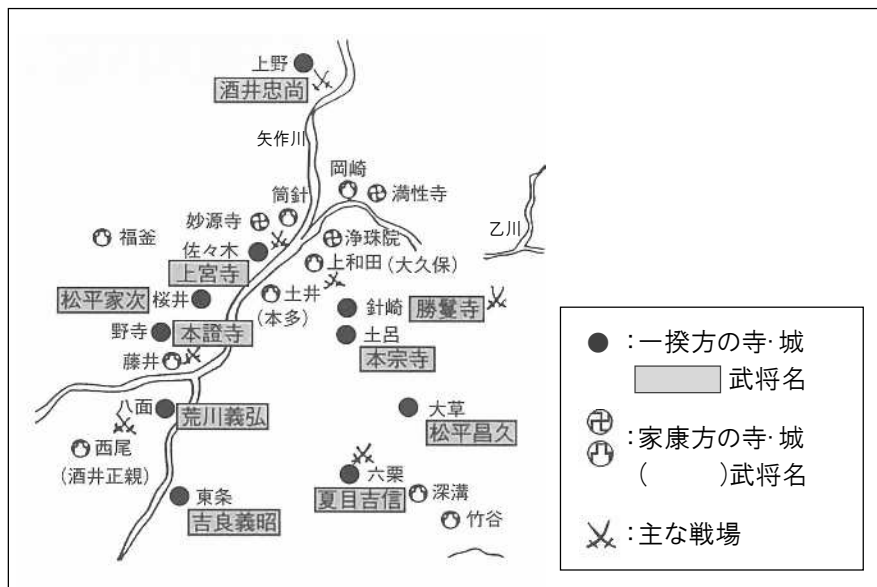 上野
酒井忠尚
矢作川
岡崎
筒針
満性寺
妙源寺
乙川
福釜
浄珠院
佐々木
上和田(大久保)
上宮寺
土井
(本多)
松平家次 桜井
針崎 勝鬘寺
野寺 本證寺
土呂
本宗寺
藤井
八面 荒川義弘
大草
松平昌久
西尾
(酒井正親)
六栗
夏目吉信
深溝
東条
吉良義昭
竹谷
:一揆方の寺·城
武将名
:家康方の寺·城
( )武将名
:主な戦場